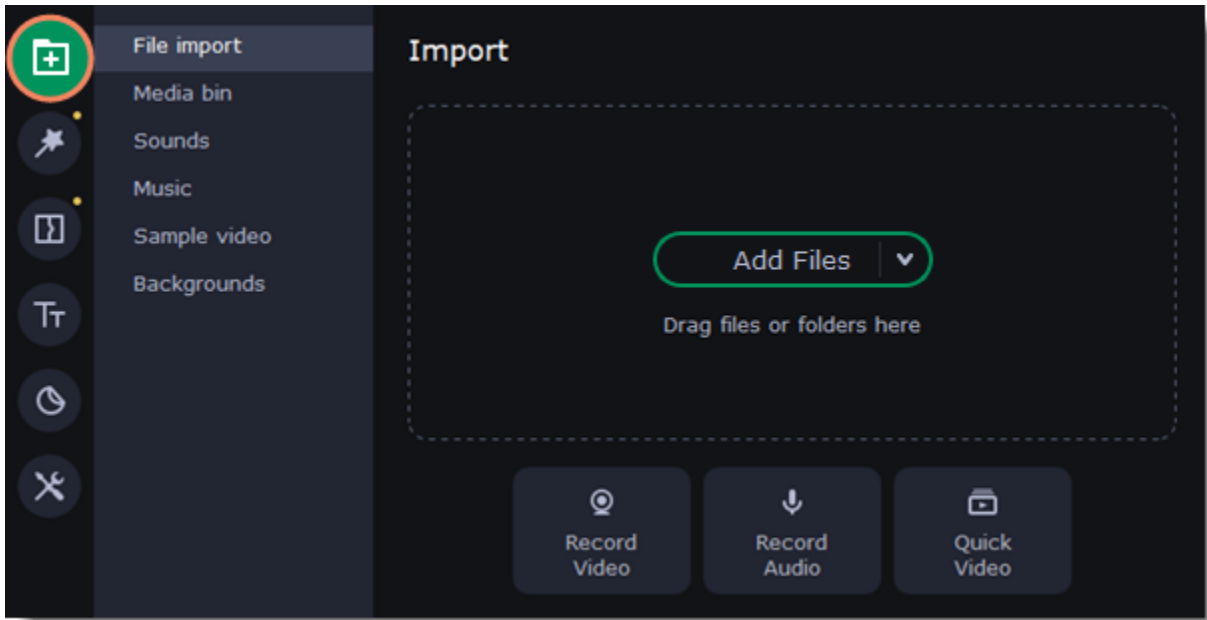 File import
Media bin
Sounds
Music
Sample video
Backgrounds
Import
Add Files
Drag files or folders here
Record
Video
Record
Audio
Quick
Video
Tт